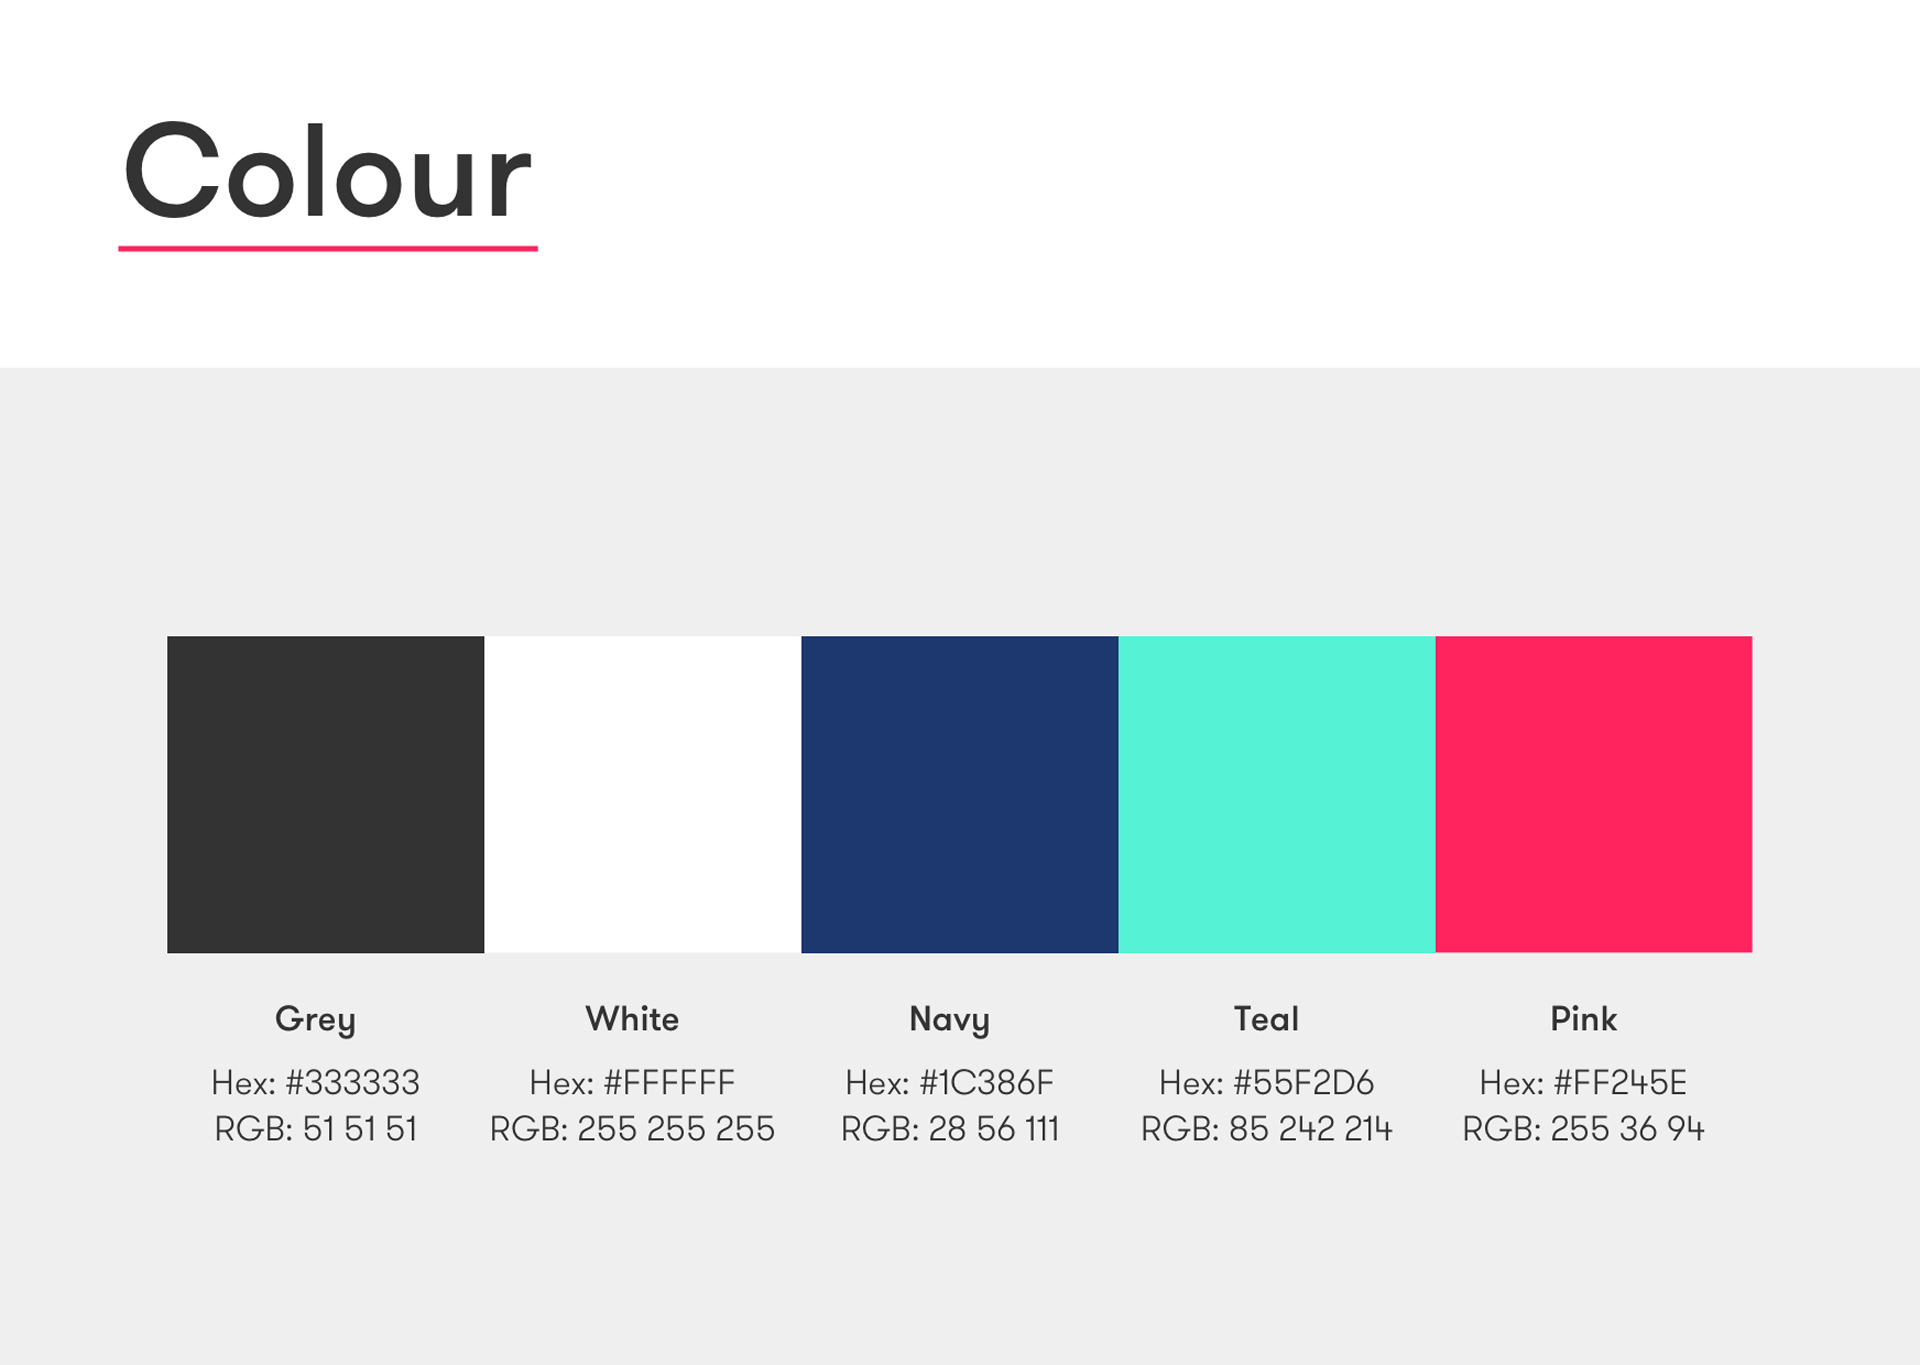 Colour
Grey
Hex: #333333
RGB: 51 51 51
White
Hex: #FFFFFF
RGB: 255 255 255
Navy
Hex: #1C386F
RGB: 28 56 111
Teal
Hex: #55F2D6
RGB: 85 242 214
Pink
Hex: #FF245E
RGB: 255 36 94